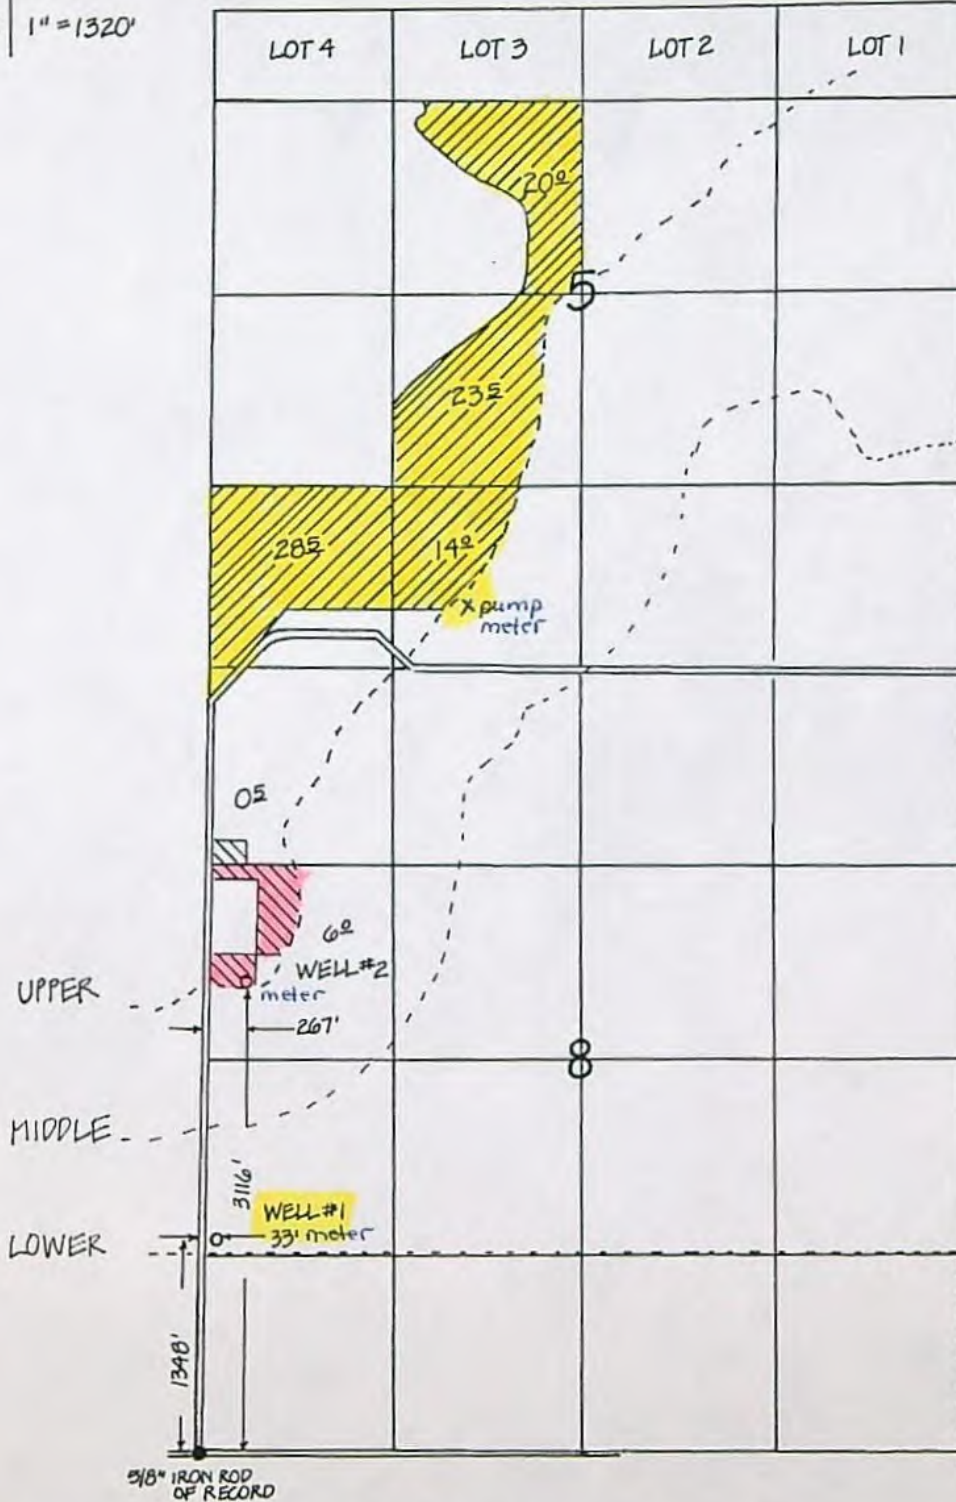 1" = 1320'
LOT 4
LOT 3
LOT 2
LOT 1
20.0
5
23.5
28.5
14.0
X pump
meter
0.5
6.0
WELL #2
meter
UPPER
267'
8
MIDDLE
3116'
WELL #1
33' meter
LOWER
1348'
5/8" IRON ROD
OF RECORD